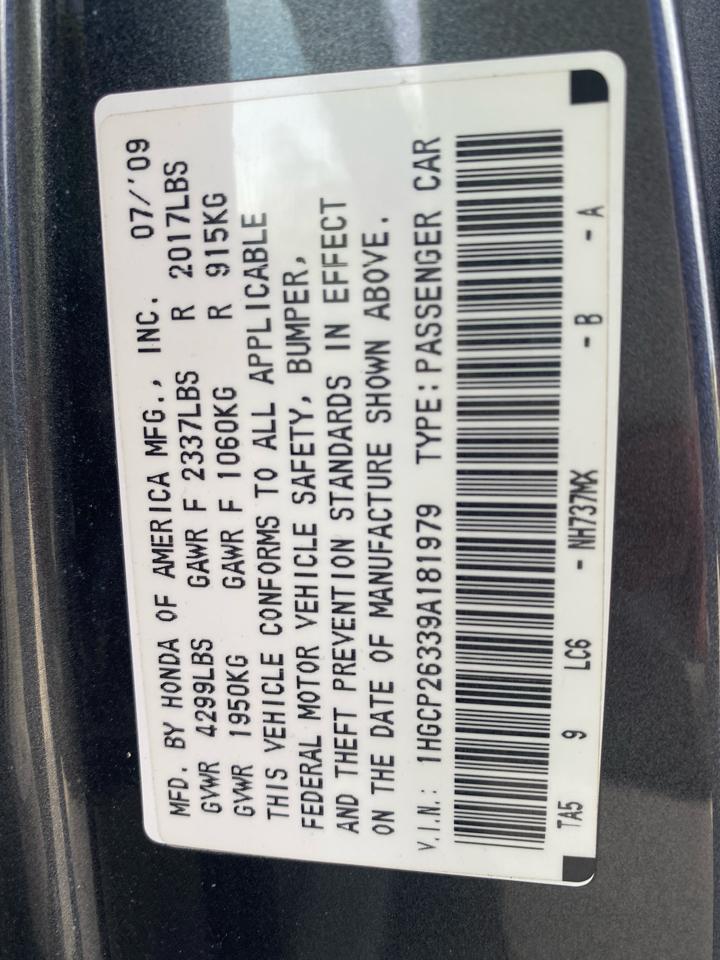 MFD. BY HONDA OF AMERICA MFG., INC. 07/'09
GVWR 4299LBS GAWR F 2337LBS R 2017LBS
GVWR 1950KG GAWR F 1060KG R 915KG
THIS VEHICLE CONFORMS TO ALL APPLICABLE
FEDERAL MOTOR VEHICLE SAFETY, BUMPER,
AND THEFT PREVENTION STANDARDS IN EFFECT
ON THE DATE OF MANUFACTURE SHOWN ABOVE.
V.I.N.: 1HGCP26339A181979 TYPE: PASSENGER CAR
TA5 9 LC6 - NH737MX - B - A